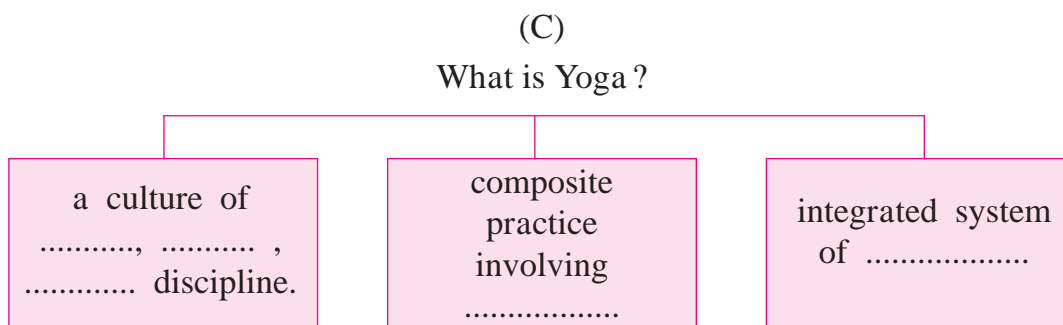 (C)
What is Yoga ?
a culture of
..........., ........... ,
............. discipline.
composite
practice
involving
..................
integrated system
of ...................